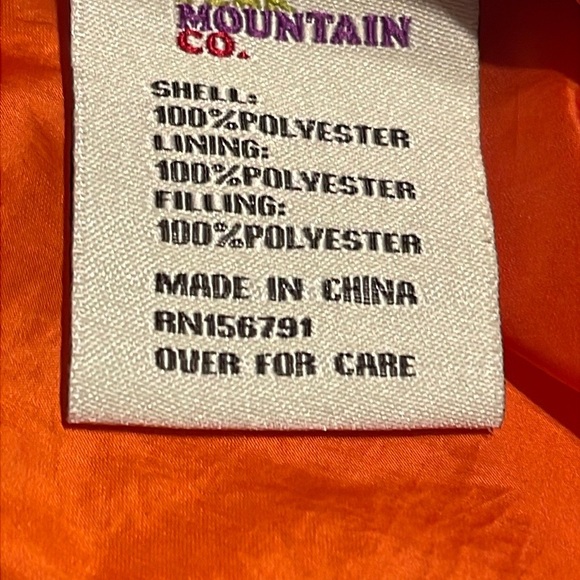 MOUNTAIN
CO.
SHELL:
100%POLYESTER
LINING:
100%POLYESTER
FILLING:
100%POLYESTER
MADE IN CHINA
RN156791
OVER FOR CARE